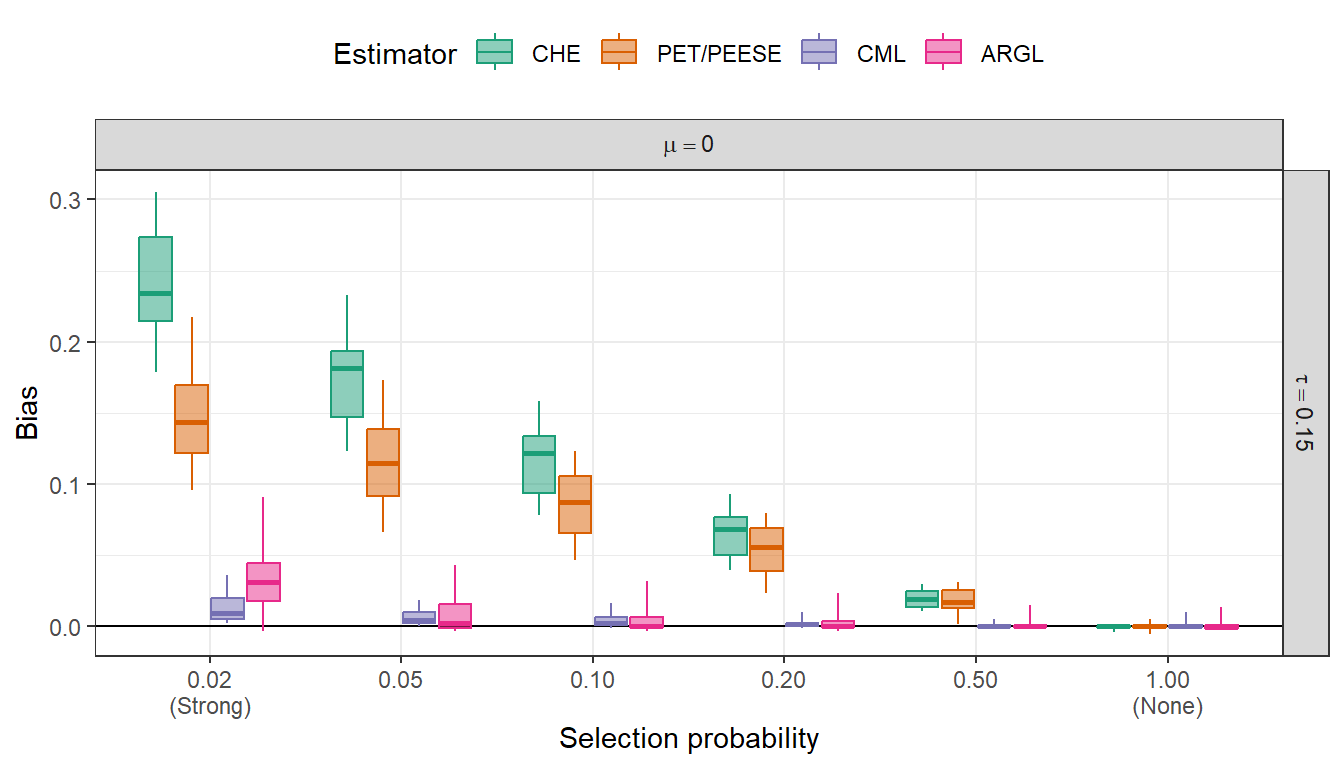 Estimator CHE PET/PEESE CML ARGL
μ = 0
τ = 0.15
Bias
0.3
0.2
0.1
0.0
0.02 0.05 0.10 0.20 0.50 1.00
(Strong) (None)
Selection probability